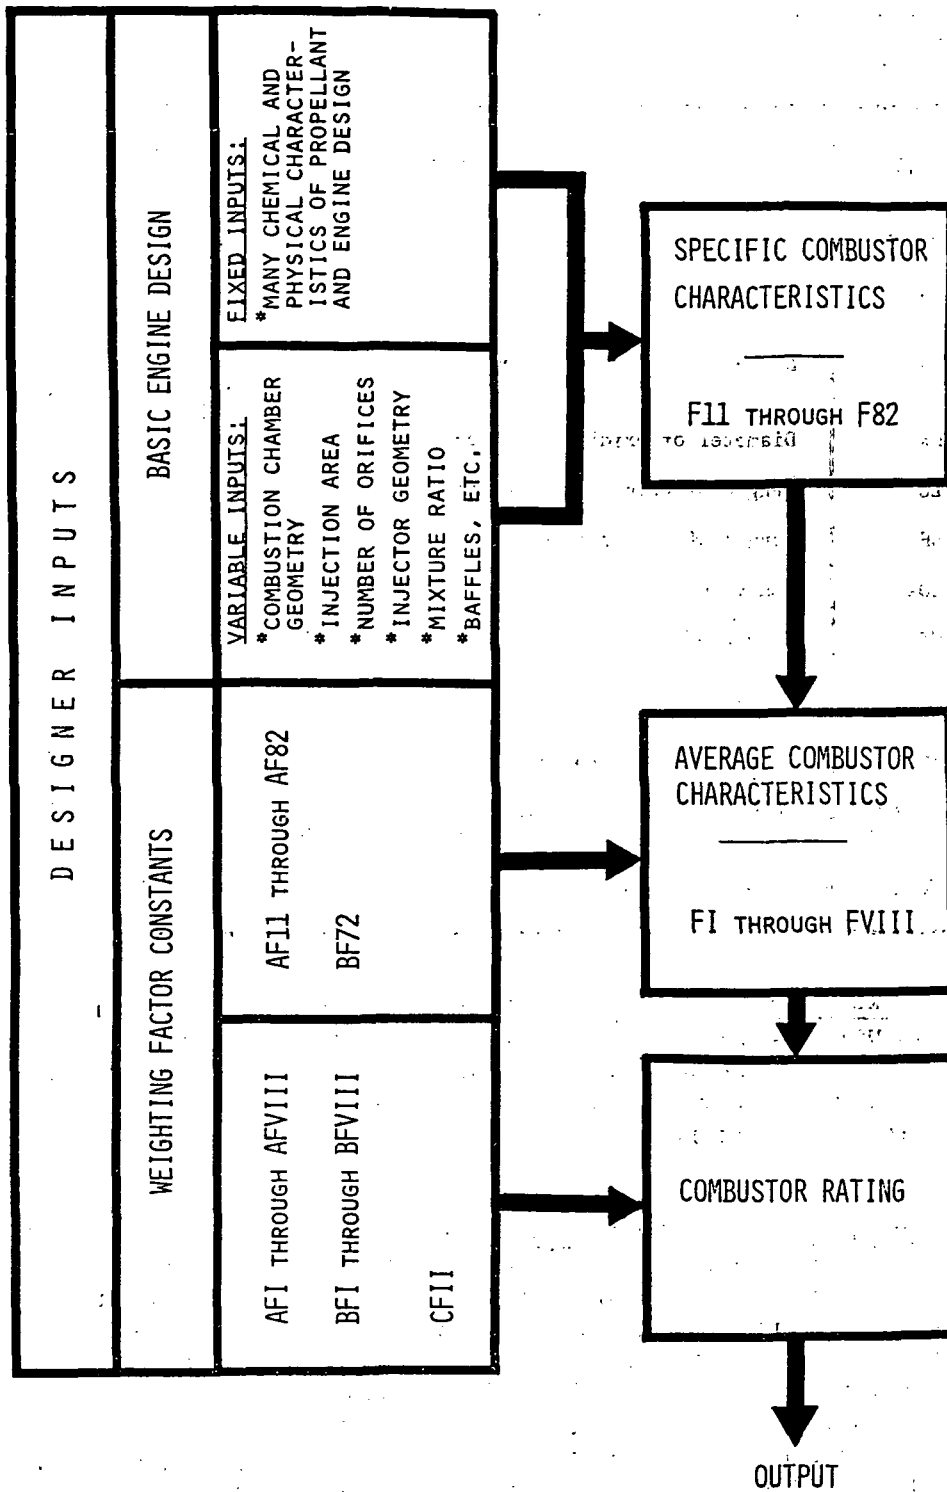 DESIGNER INPUTS
BASIC ENGINE DESIGN
WEIGHTING FACTOR CONSTANTS
FIXED INPUTS:
*MANY CHEMICAL AND
PHYSICAL CHARACTER-
ISTICS OF PROPELLANT
AND ENGINE DESIGN
VARIABLE INPUTS:
*COMBUSTION CHAMBER
GEOMETRY
*INJECTION AREA
*NUMBER OF ORIFICES
*INJECTOR GEOMETRY
*MIXTURE RATIO
*BAFFLES, ETC.
AF11 THROUGH AF82
BF72
AFI THROUGH AFVIII
BFI THROUGH BFVIII
CFII
SPECIFIC COMBUSTOR
CHARACTERISTICS
F11 THROUGH F82
AVERAGE COMBUSTOR
CHARACTERISTICS
FI THROUGH FVIII
COMBUSTOR RATING
OUTPUT